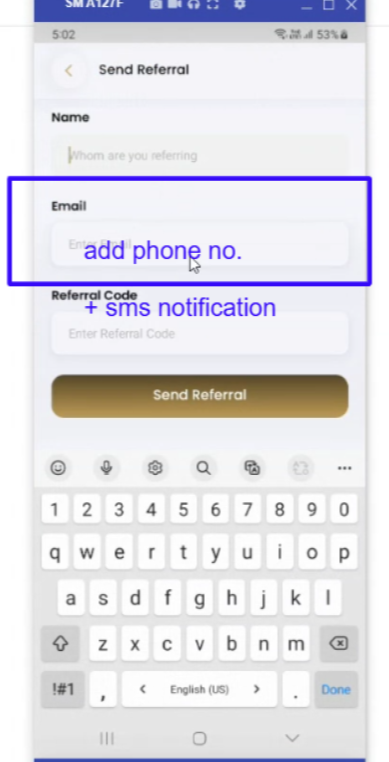 SM A127F
5:02
53%
Send Referral
Name
Whom are you referring
Email
Enter Email
add phone no.
Referral Code
+ sms notification
Enter Referral Code
Send Referral
1 2 3 4 5 6 7 8 9 0
q w e r t y u i o p
a s d f g h j k l
z x c v b n m
!#1 , < English (US) > . Done